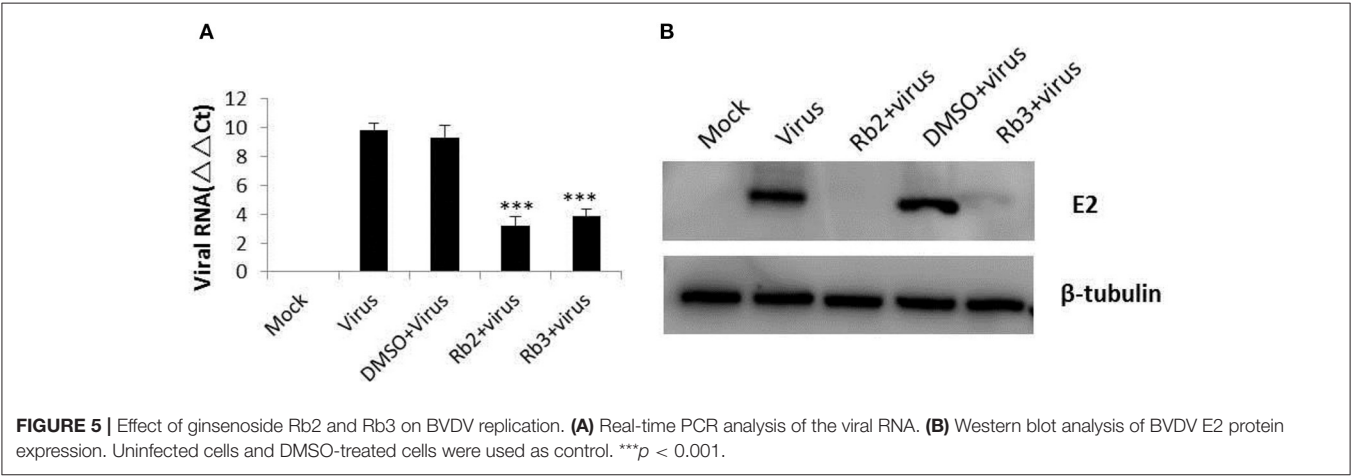 A
Viral RNA(△△Ct)
12
10
8
6
4
2
0
***
***
Mock
Virus
DMSO+Virus
Rb2+virus
Rb3+virus
B
Mock
Virus
Rb2+virus
DMSO+virus
Rb3+virus
E2
β-tubulin
FIGURE 5 | Effect of ginsenoside Rb2 and Rb3 on BVDV replication. (A) Real-time PCR analysis of the viral RNA. (B) Western blot analysis of BVDV E2 protein
expression. Uninfected cells and DMSO-treated cells were used as control. ***p < 0.001.